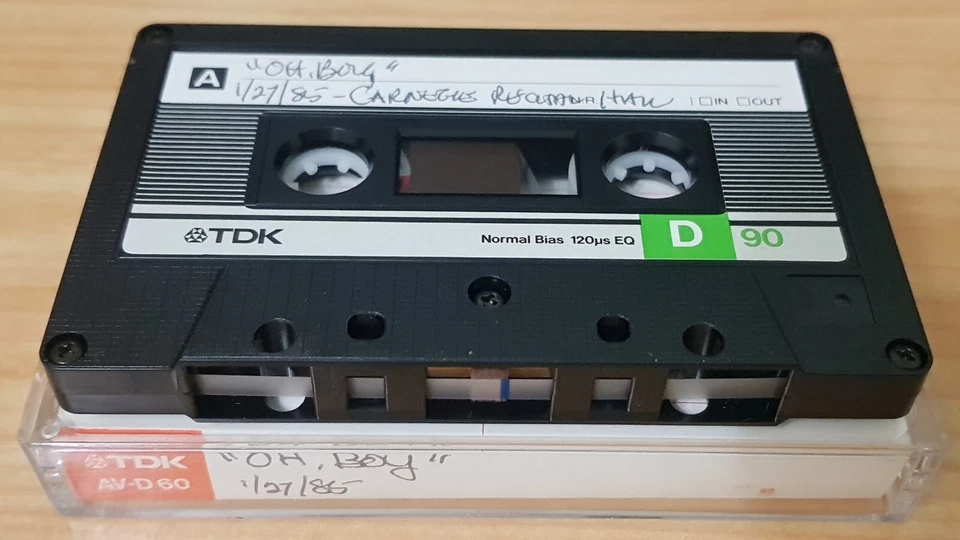 A
"OH, BOY"
1/27/85 - CARNEGIE RECITAL HALL
IN OUT
TDK
Normal Bias 120µs EQ D 90
TDK "OH, BOY"
AV-D 60 1/27/85